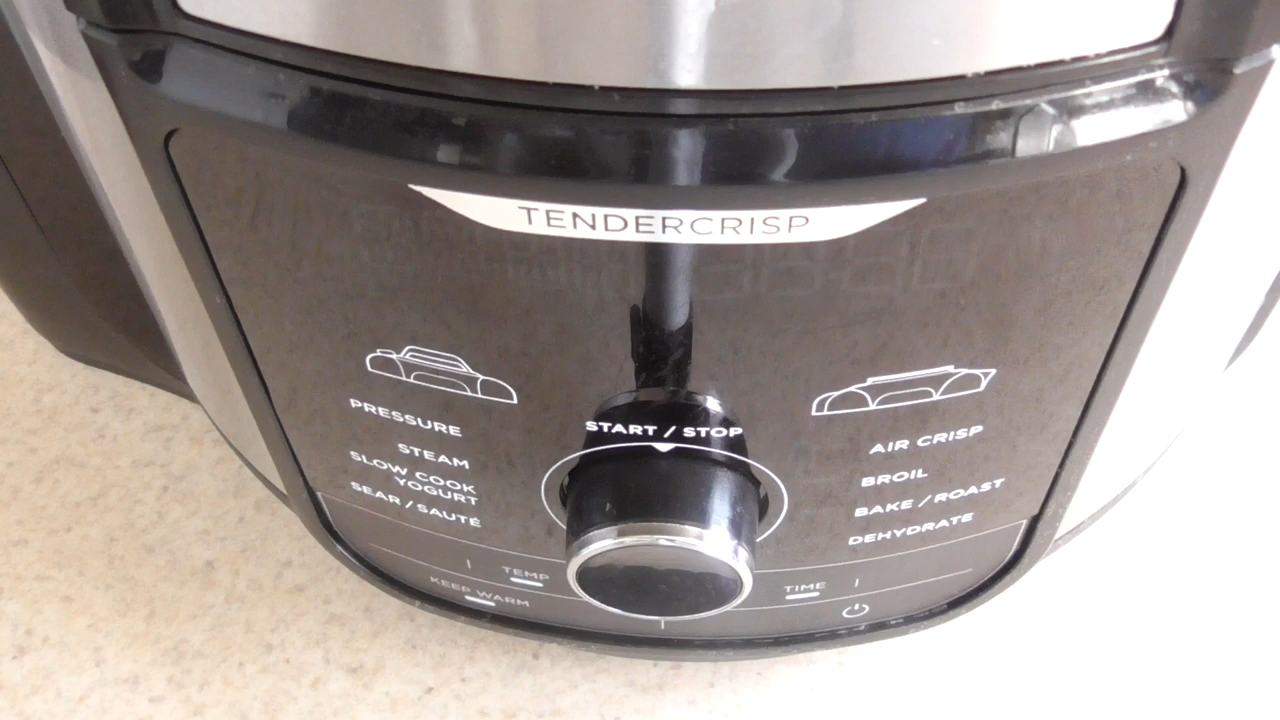 TENDERCRISP
PRESSURE
STEAM
SLOW COOK
YOGURT
SEAR / SAUTÉ
START / STOP
AIR CRISP
BROIL
BAKE / ROAST
DEHYDRATE
TEMP
KEEP WARM
TIME